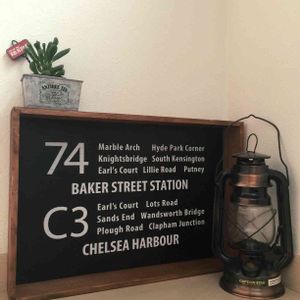 74
Marble Arch Hyde Park Corner
Knightsbridge South Kensington
Earl's Court Lillie Road Putney
BAKER STREET STATION
C3
Earl's Court Lots Road
Sands End Wandsworth Bridge
Plough Road Clapham Junction
CHELSEA HARBOUR